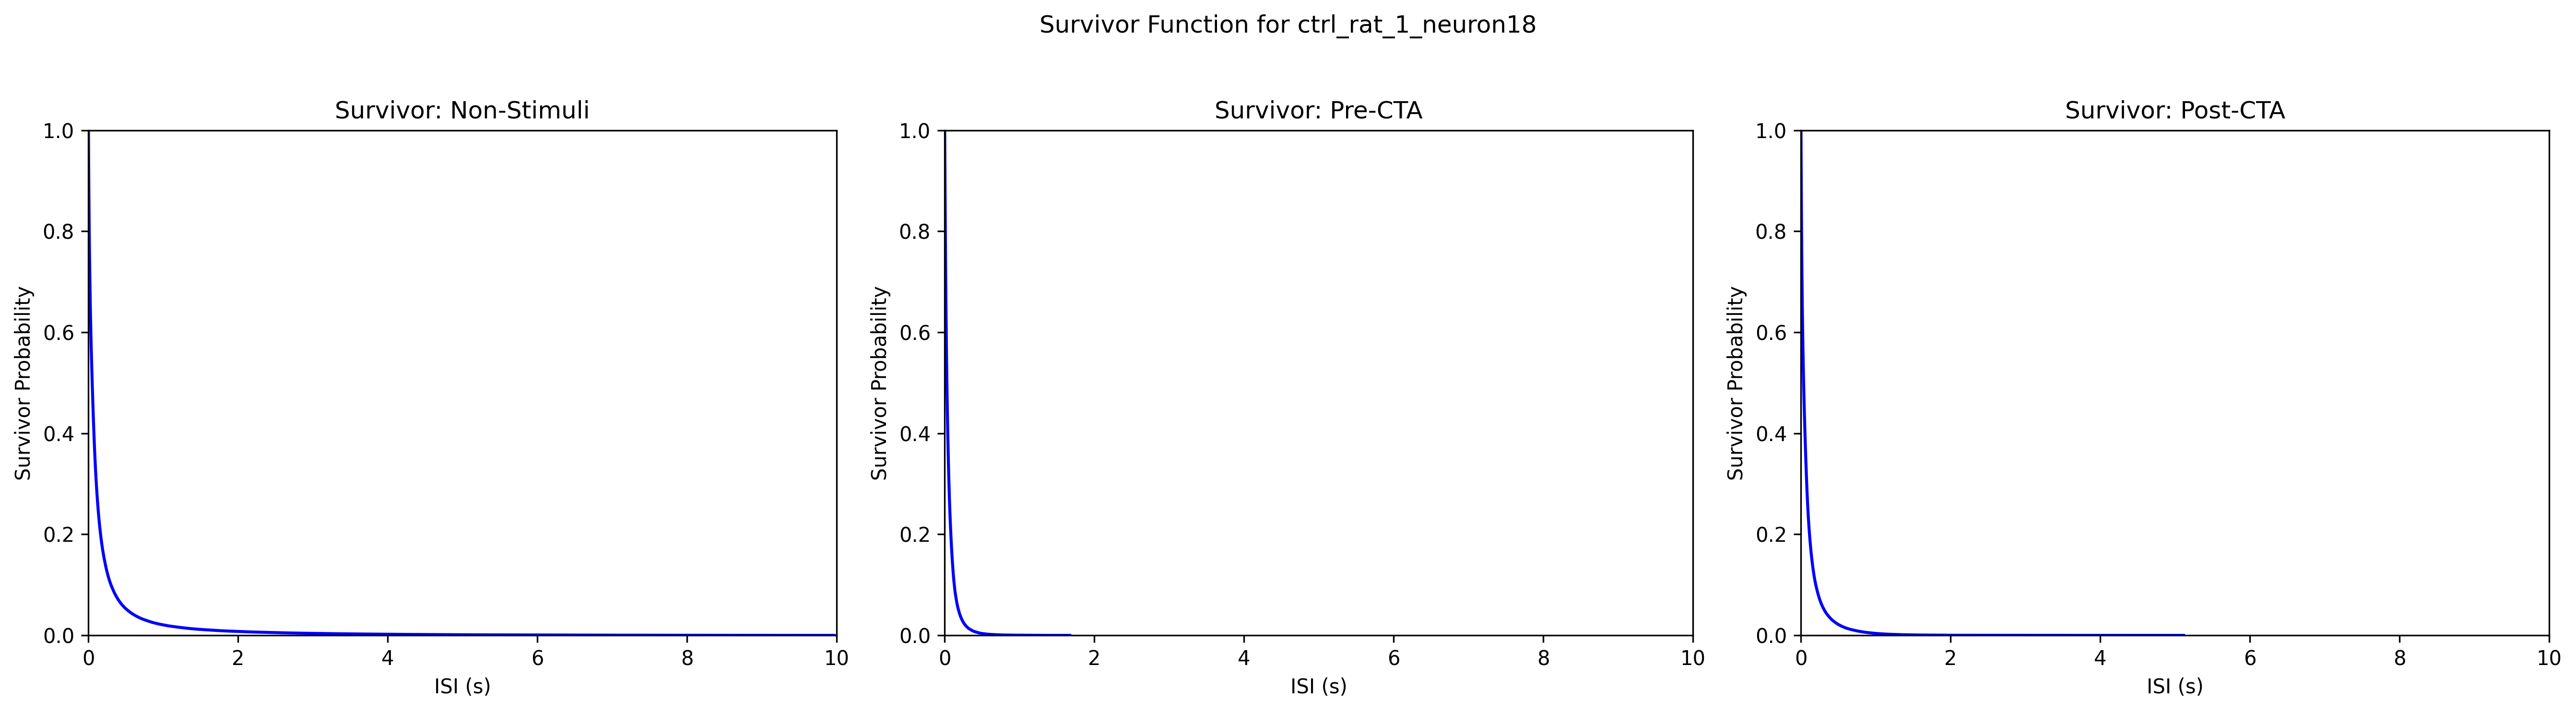 Survivor Function for ctrl_rat_1_neuron18
Survivor: Non-Stimuli
1.0
0.8
0.6
0.4
0.2
0.0
Survivor Probability
0 2 4 6 8 10
ISI (s)
Survivor: Pre-CTA
1.0
0.8
0.6
0.4
0.2
0.0
Survivor Probability
0 2 4 6 8 10
ISI (s)
Survivor: Post-CTA
1.0
0.8
0.6
0.4
0.2
0.0
Survivor Probability
0 2 4 6 8 10
ISI (s)